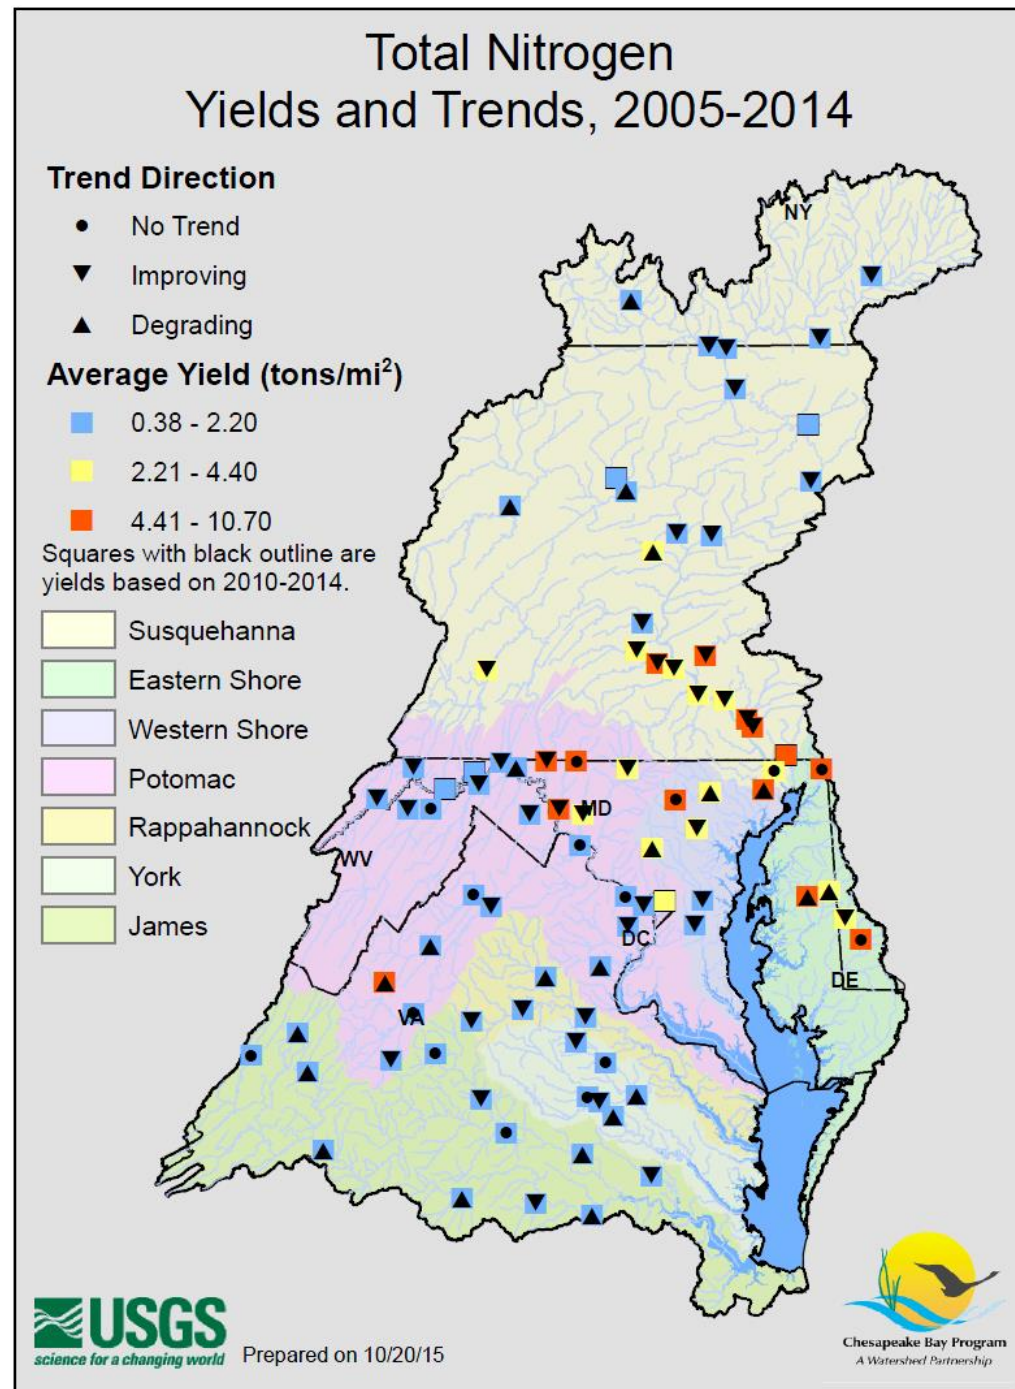 Total Nitrogen
Yields and Trends, 2005-2014
Trend Direction
No Trend
Improving
Degrading
Average Yield (tons/mi²)
0.38 - 2.20
2.21 - 4.40
4.41 - 10.70
Squares with black outline are
yields based on 2010-2014.
Susquehanna
Eastern Shore
Western Shore
Potomac
Rappahannock
York
James
NY
MD
WV
DC
DE
VA
USGS
science for a changing world
Prepared on 10/20/15
Chesapeake Bay Program
A Watershed Partnership